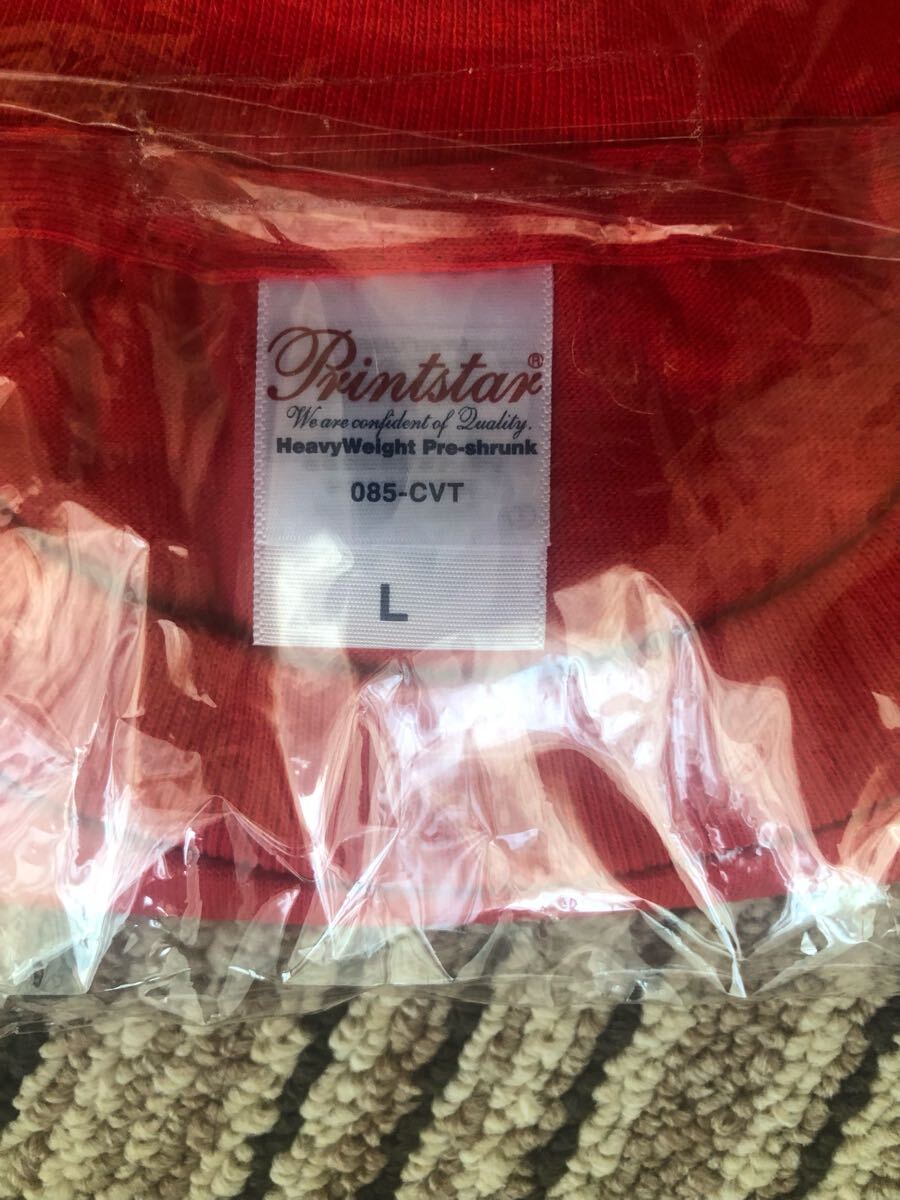 Printstar®
We are confident of Quality.
HeavyWeight Pre-shrunk
085-CVT
L